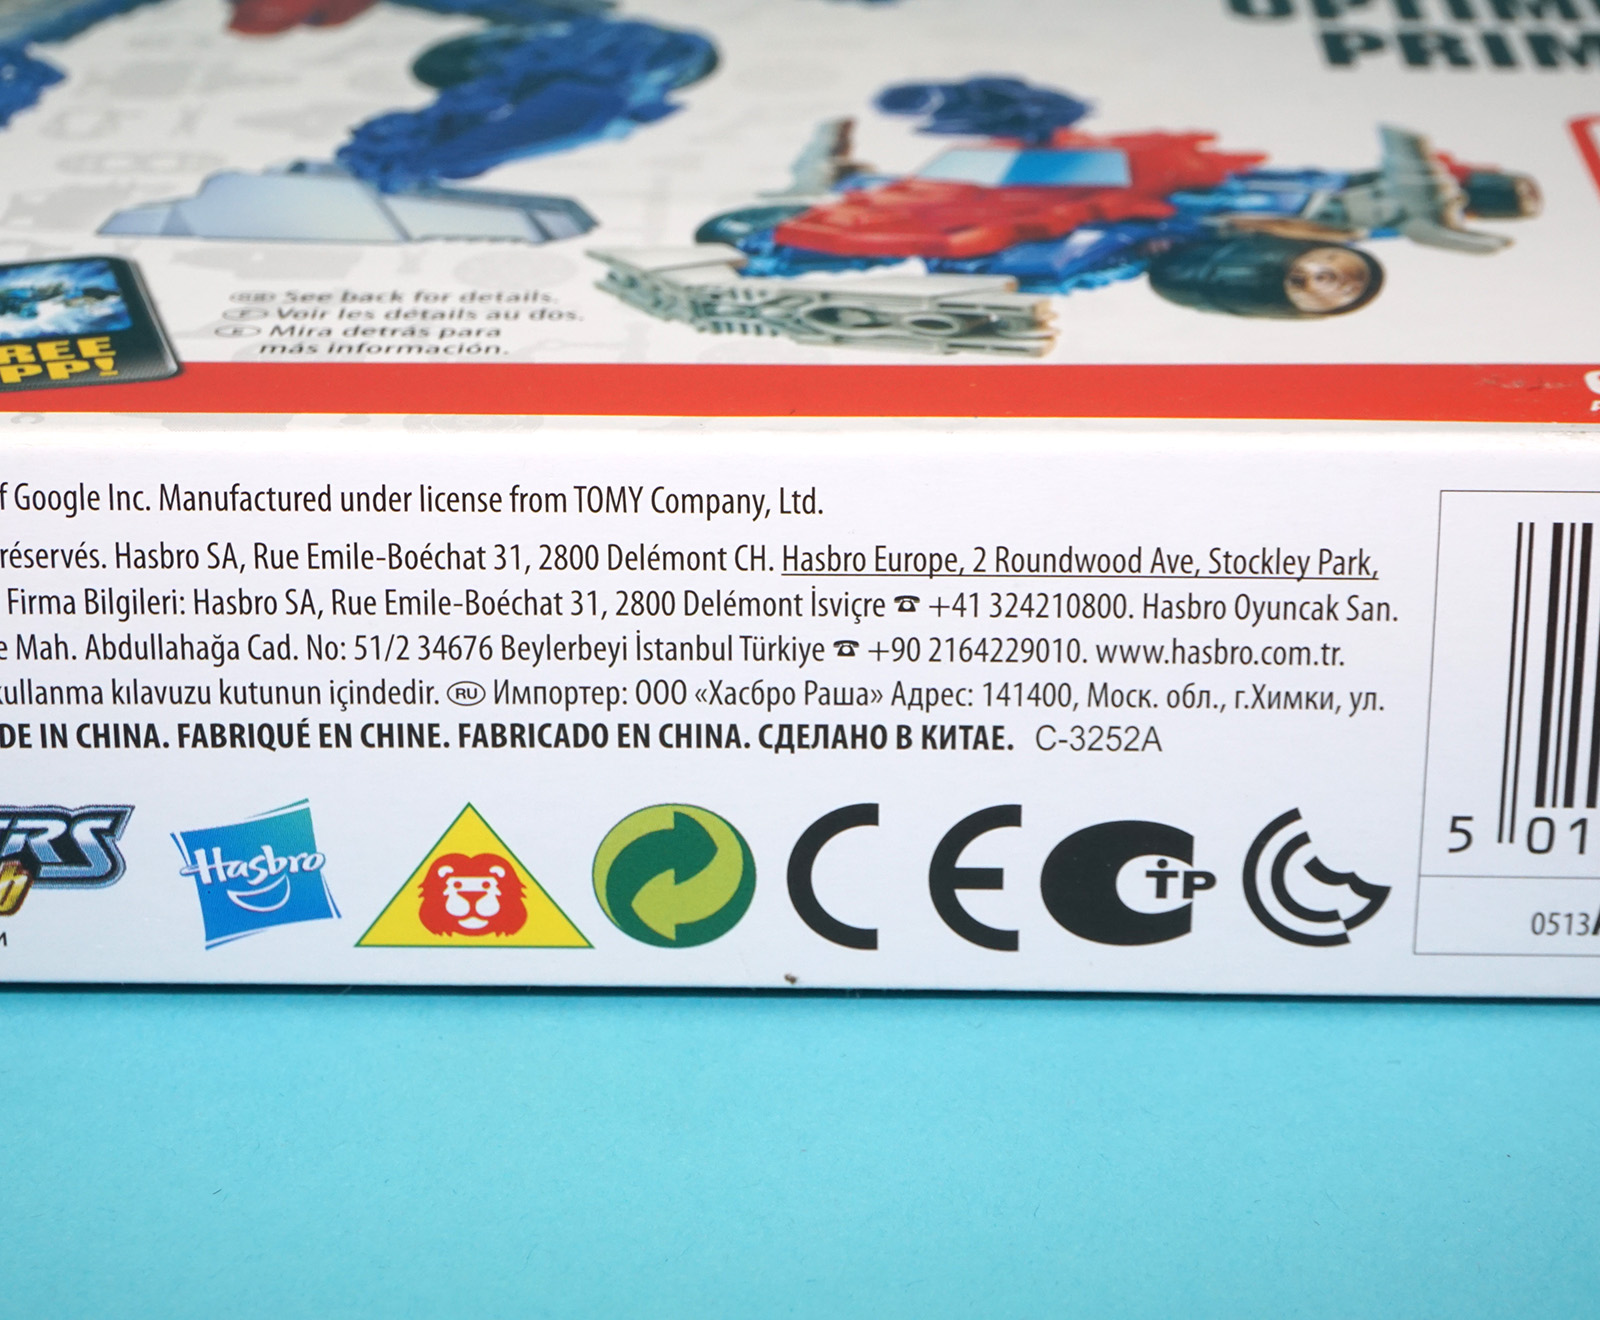 PRIM
See back for details.
Voir les détails au dos.
Mira detrás para
más información.
REE
PP!
f Google Inc. Manufactured under license from TOMY Company, Ltd.
réservés. Hasbro SA, Rue Emile-Boéchat 31, 2800 Delémont CH. Hasbro Europe, 2 Roundwood Ave, Stockley Park,
Firma Bilgileri: Hasbro SA, Rue Emile-Boéchat 31, 2800 Delémont İsviçre ☎ +41 324210800. Hasbro Oyuncak San.
e Mah. Abdullahağa Cad. No: 51/2 34676 Beylerbeyi İstanbul Türkiye ☎ +90 2164229010. www.hasbro.com.tr.
kullanma kılavuzu kutunun içindedir. RU Импортер: ООО «Хасбро Раша» Адрес: 141400, Моск. обл., г.Химки, ул.
DE IN CHINA. FABRIQUÉ EN CHINE. FABRICADO EN CHINA. СДЕЛАНО В КИТАЕ. C-3252A
RS
Hasbro
CE
TP
5 01
0513